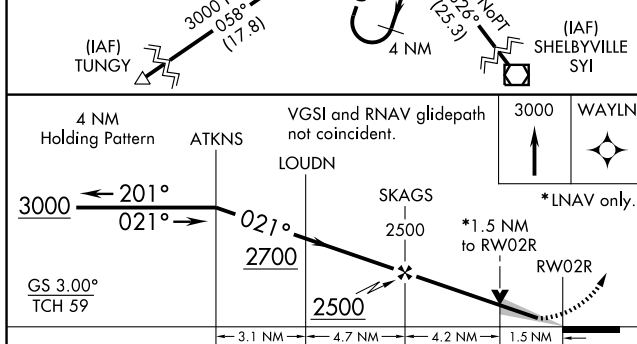 3000
058°
(17.8)
(IAF)
TUNGY
4 NM
NoPT
(25.3)
(IAF)
SHELBYVILLE
SYI
4 NM
Holding Pattern
ATKNS
VGSI and RNAV glidepath
not coincident.
LOUDN
SKAGS
2500
3000
WAYLN
*LNAV only.
*1.5 NM
to RW02R
RW02R
3000
201°
021°
021°
2700
2500
GS 3.00°
TCH 59
3.1 NM
4.7 NM
4.2 NM
1.5 NM